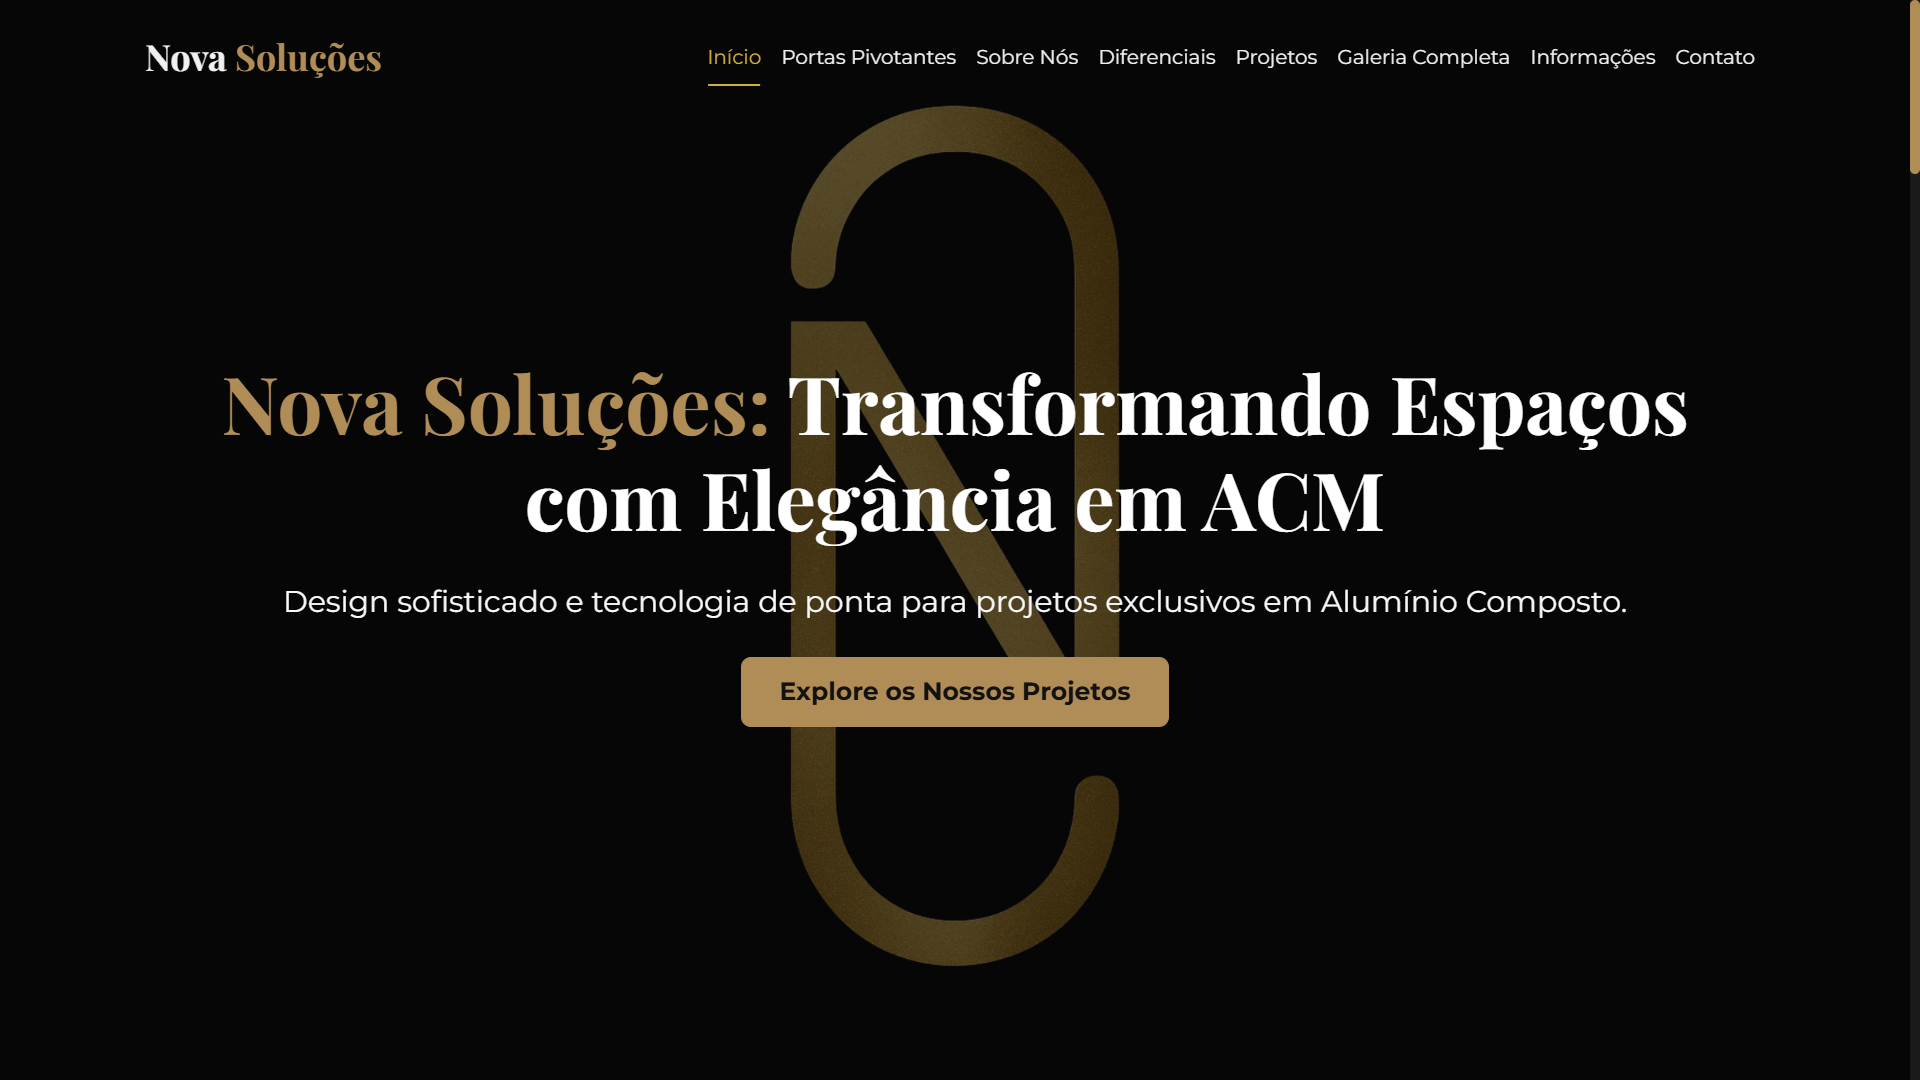 Nova Soluções
Início Portas Pivotantes Sobre Nós Diferenciais Projetos Galeria Completa Informações Contato
Nova Soluções: Transformando Espaços
com Elegância em ACM
Design sofisticado e tecnologia de ponta para projetos exclusivos em Alumínio Composto.
Explore os Nossos Projetos